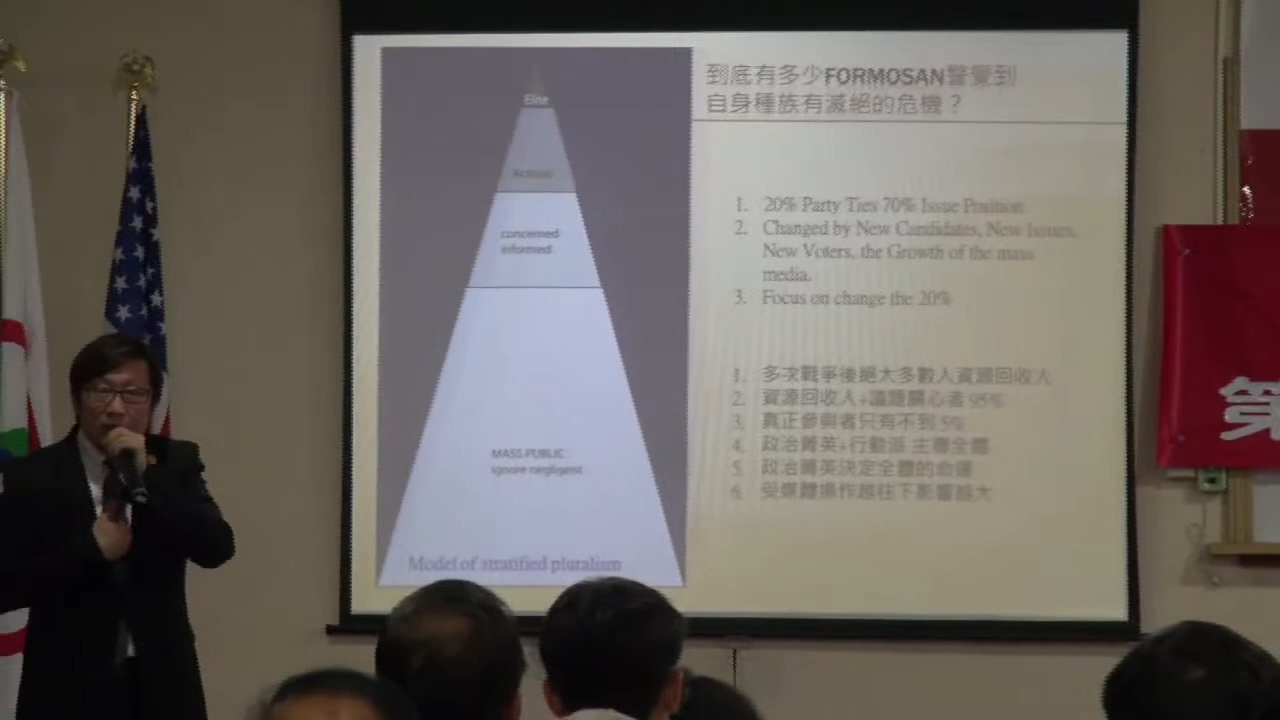 到底有多少FORMOSAN警覺到
自身種族有滅絕的危機？
Elite
Activist
concerned
informed
MASS PUBLIC
ignore negligent
Model of stratified pluralism
1. 20% Party Ties 70% Issue Position
2. Changed by New Candidates, New Issues,
New Voters, the Growth of the mass
media.
3. Focus on change the 20%
1. 多次戰爭後絕大多數人資源回收人
2. 資源回收人+議題關心者 95%
3. 真正參與者只有不到 5%
4. 政治菁英+行動派 主導全體
5. 政治菁英決定全體的命運
6. 受媒體操作越往下影響越大
第